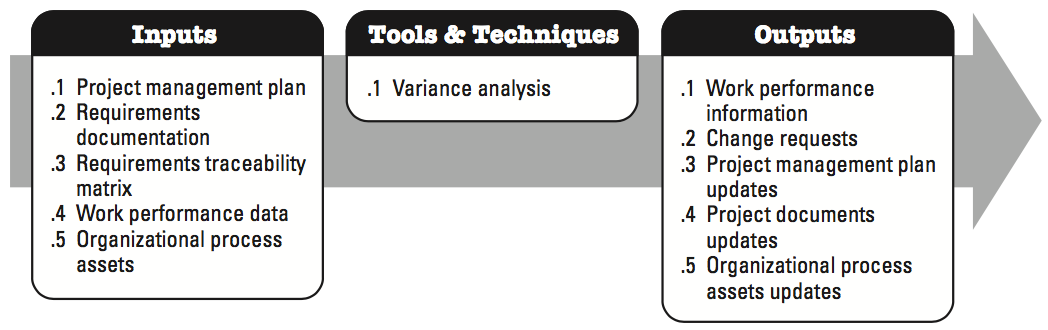 Inputs
.1 Project management plan
.2 Requirements
documentation
.3 Requirements traceability
matrix
.4 Work performance data
.5 Organizational process
assets
Tools & Techniques
.1 Variance analysis
Outputs
.1 Work performance
information
.2 Change requests
.3 Project management plan
updates
.4 Project documents
updates
.5 Organizational process
assets updates